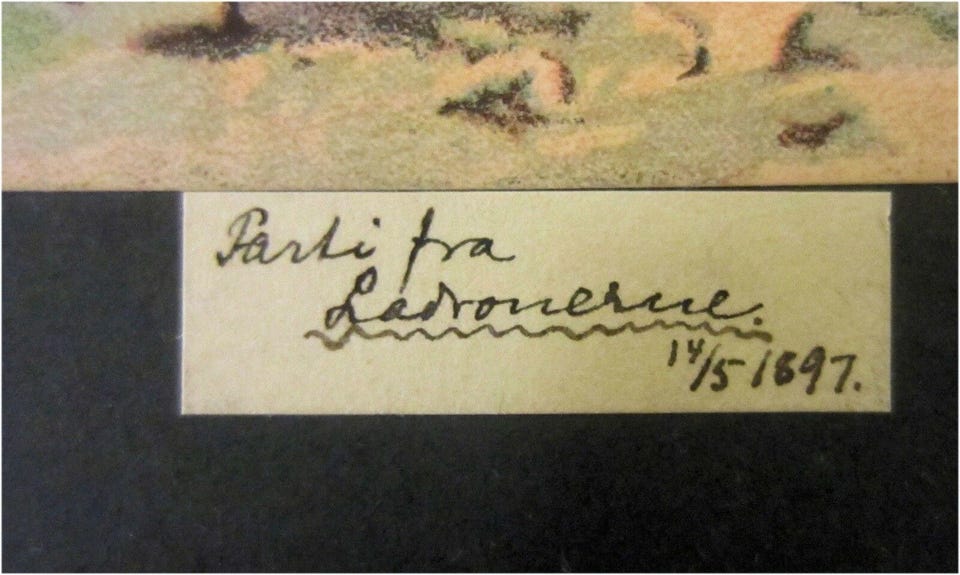 Parti fra
Ladronerne.
14/5 1897.